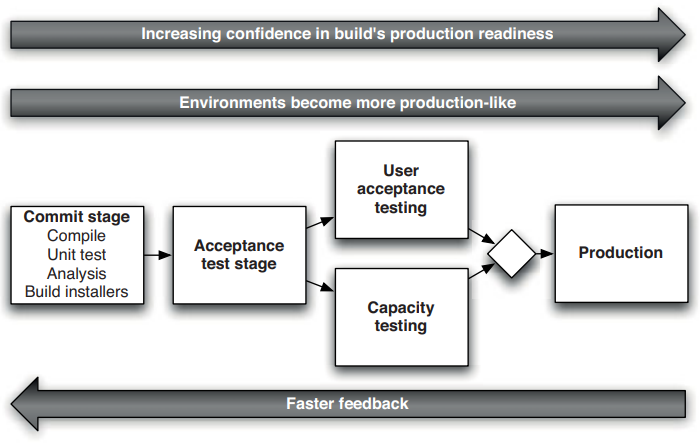 Increasing confidence in build's production readiness
Environments become more production-like
Commit stage
Compile
Unit test
Analysis
Build installers
Acceptance
test stage
User
acceptance
testing
Capacity
testing
Production
Faster feedback